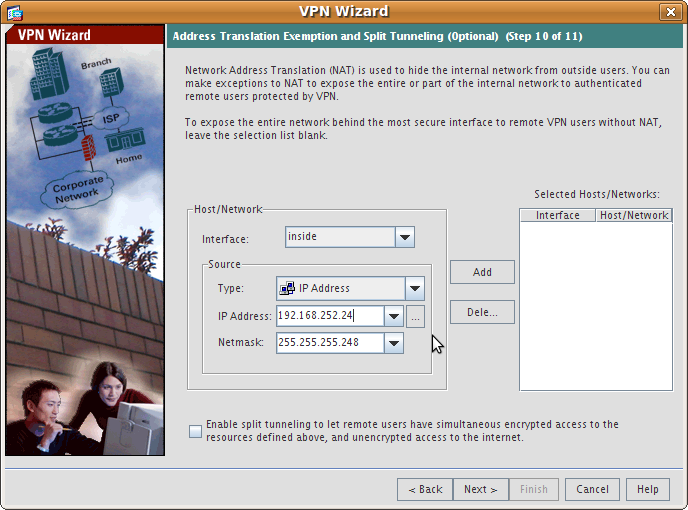 VPN Wizard
VPN Wizard
Branch
ISP
Home
Corporate
Network
Address Translation Exemption and Split Tunneling (Optional)  (Step 10 of 11)
Network Address Translation (NAT) is used to hide the internal network from outside users. You can
make exceptions to NAT to expose the entire or part of the internal network to authenticated
remote users protected by VPN.
To expose the entire network behind the most secure interface to remote VPN users without NAT,
leave the selection list blank.
Host/Network
Interface: inside
Source
Type: IP Address
IP Address: 192.168.252.24 ...
Netmask: 255.255.255.248
Add
Dele...
Selected Hosts/Networks:
Interface Host/Network
Enable split tunneling to let remote users have simultaneous encrypted access to the
resources defined above, and unencrypted access to the internet.
< Back Next > Finish Cancel Help